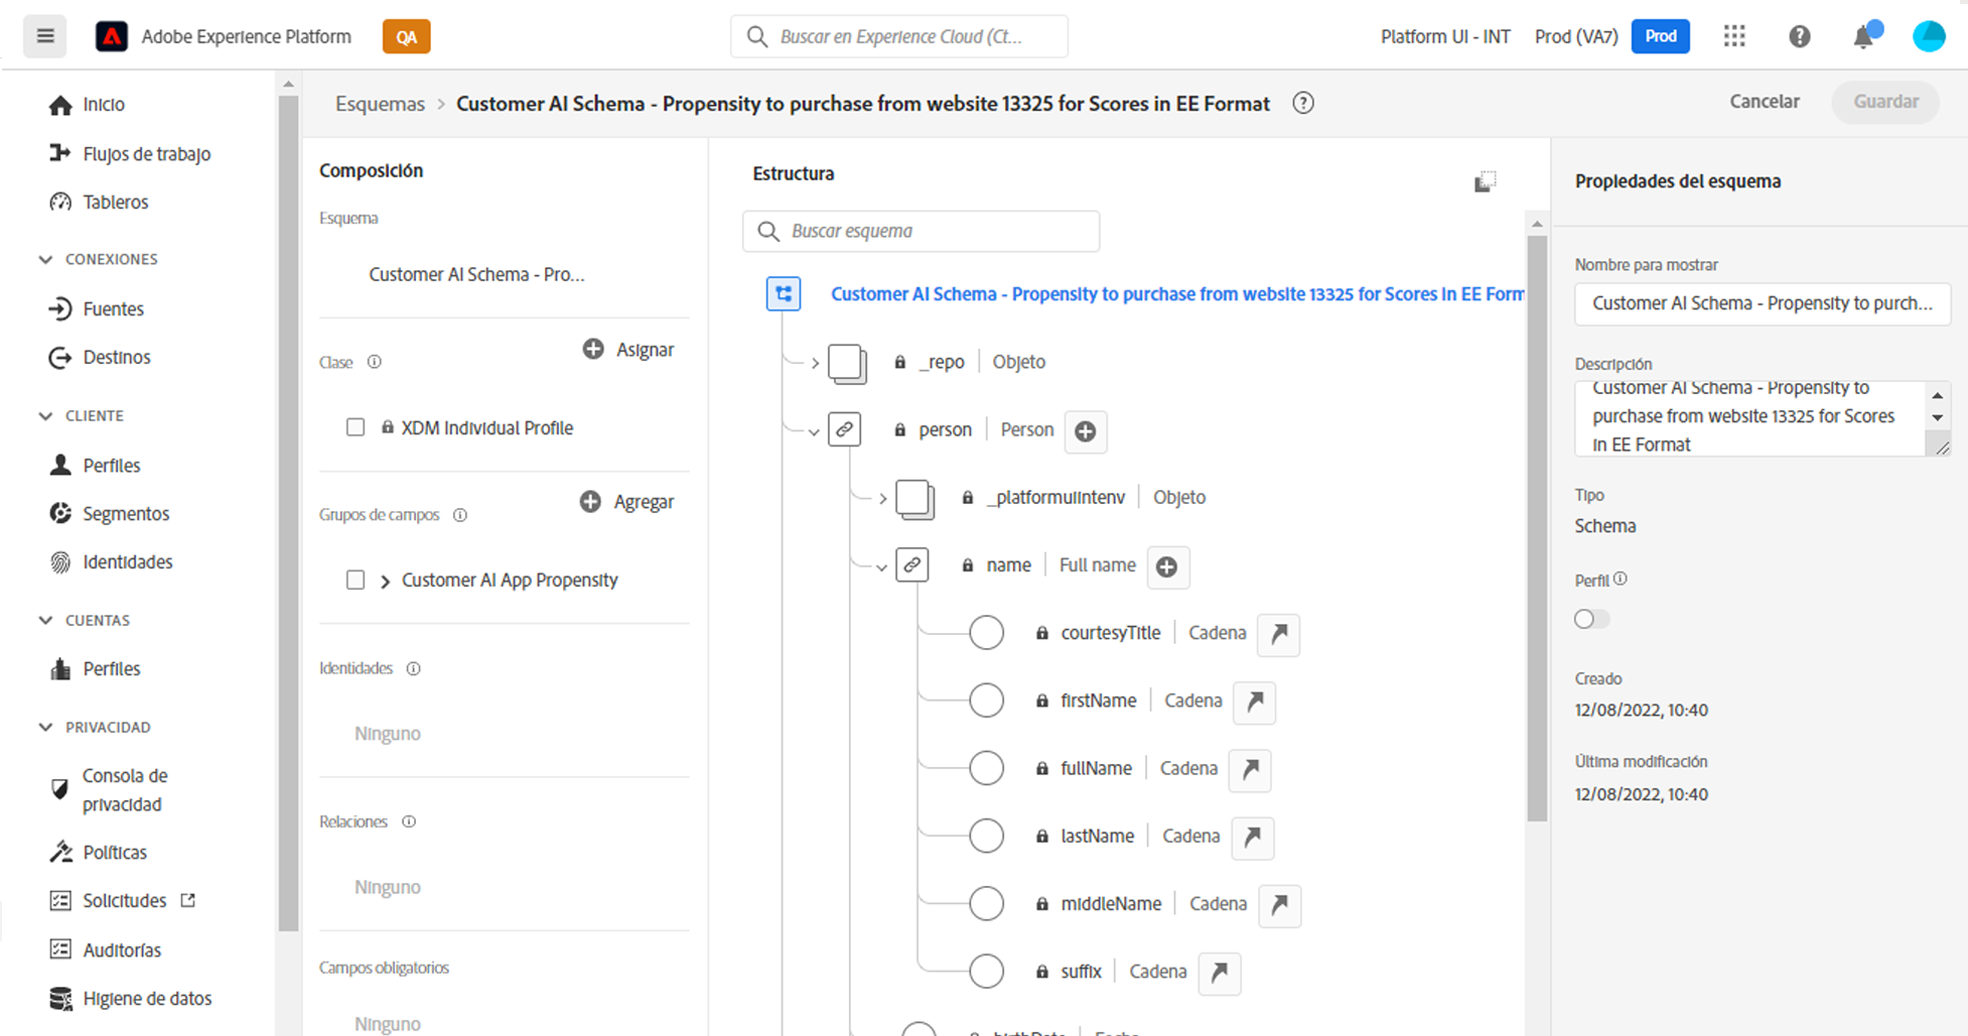 Adobe Experience Platform
QA
Buscar en Experience Cloud (Ct...
Platform UI - INT
Prod (VA7)
Prod
Inicio
Flujos de trabajo
Tableros
CONEXIONES
Fuentes
Destinos
CLIENTE
Perfiles
Segmentos
Identidades
CUENTAS
Perfiles
PRIVACIDAD
Consola de
privacidad
Políticas
Solicitudes
Auditorías
Higiene de datos
Esquemas > Customer AI Schema - Propensity to purchase from website 13325 for Scores in EE Format
Cancelar
Guardar
Composición
Esquema
Customer AI Schema - Pro...
Clase
Asignar
XDM Individual Profile
Grupos de campos
Agregar
Customer AI App Propensity
Identidades
Ninguno
Relaciones
Ninguno
Campos obligatorios
Ninguno
Estructura
Buscar esquema
Customer AI Schema - Propensity to purchase from website 13325 for Scores in EE Form
_repo | Objeto
person | Person
_platformuiintenv | Objeto
name | Full name
courtesyTitle | Cadena
firstName | Cadena
fullName | Cadena
lastName | Cadena
middleName | Cadena
suffix | Cadena
birthDate | Fecha
Propiedades del esquema
Nombre para mostrar
Customer AI Schema - Propensity to purch...
Descripción
Customer AI Schema - Propensity to
purchase from website 13325 for Scores
in EE Format
Tipo
Schema
Perfil
Creado
12/08/2022, 10:40
Última modificación
12/08/2022, 10:40